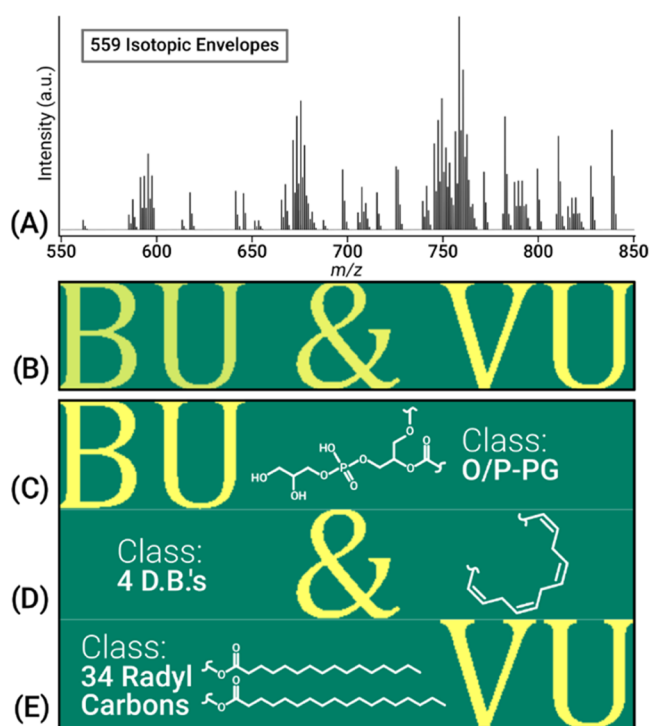 559 Isotopic Envelopes
Intensity (a.u.)
(A)
550 600 650 700 750 800 850
m/z
(B) BU & VU
(C) BU
HO
O
O
HO
OH
O
P
O
O
O
O
Class:
O/P-PG
(D) Class:
4 D.B.'s
&
(E) Class:
34 Radyl
Carbons
O
O
O
O
VU